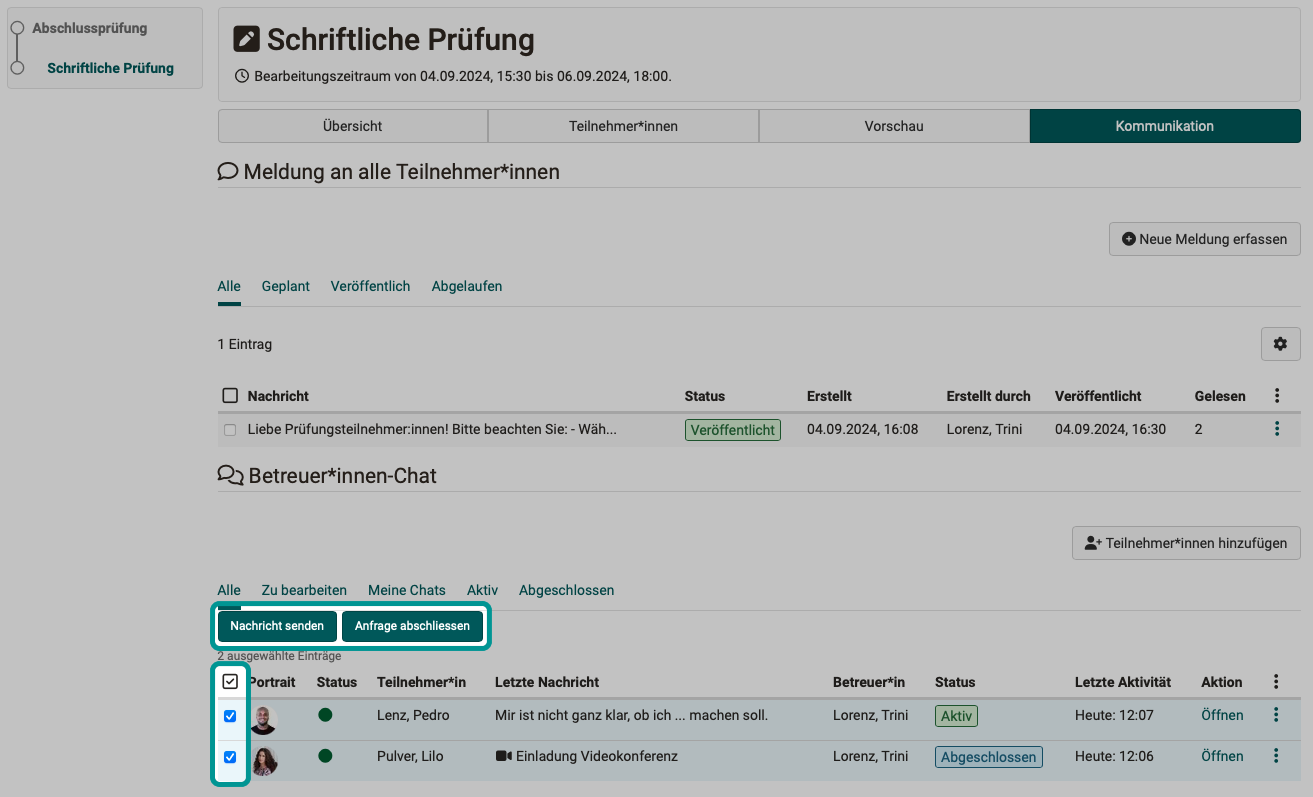 Abschlussprüfung
Schriftliche Prüfung
Schriftliche Prüfung
Bearbeitungszeitraum von 04.09.2024, 15:30 bis 06.09.2024, 18:00.
Übersicht Teilnehmer*innen Vorschau Kommunikation
Meldung an alle Teilnehmer*innen
Neue Meldung erfassen
Alle Geplant Veröffentlich Abgelaufen
1 Eintrag
Nachricht Status Erstellt Erstellt durch Veröffentlicht Gelesen
Liebe Prüfungsteilnehmer:innen! Bitte beachten Sie: - Wäh... Veröffentlicht 04.09.2024, 16:08 Lorenz, Trini 04.09.2024, 16:30 2
Betreuer*innen-Chat
Teilnehmer*innen hinzufügen
Alle Zu bearbeiten Meine Chats Aktiv Abgeschlossen
Nachricht senden Anfrage abschliessen
2 ausgewählte Einträge
Portrait Status Teilnehmer*in Letzte Nachricht Betreuer*in Status Letzte Aktivität Aktion
Lenz, Pedro Mir ist nicht ganz klar, ob ich ... machen soll. Lorenz, Trini Aktiv Heute: 12:07 Öffnen
Pulver, Lilo Einladung Videokonferenz Lorenz, Trini Abgeschlossen Heute: 12:06 Öffnen